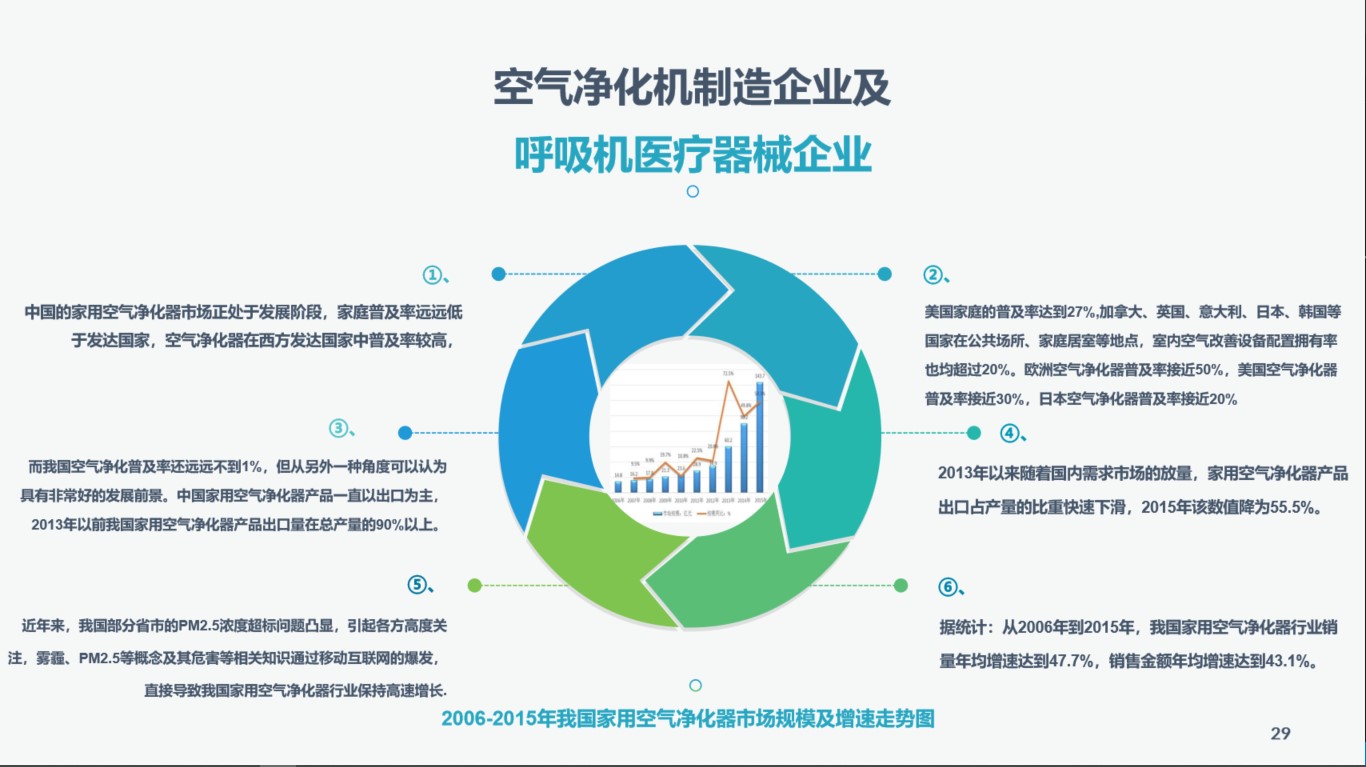 空气净化机制造企业及
呼吸机医疗器械企业
①、
中国的家用空气净化器市场正处于发展阶段，家庭普及率远远低
于发达国家，空气净化器在西方发达国家中普及率较高，
②、
美国家庭的普及率达到27%,加拿大、英国、意大利、日本、韩国等
国家在公共场所、家庭居室等地点，室内空气改善设备配置拥有率
也均超过20%。欧洲空气净化器普及率接近50%，美国空气净化器
普及率接近30%，日本空气净化器普及率接近20%
③、
而我国空气净化普及率还远远不到1%，但从另外一种角度可以认为
具有非常好的发展前景。中国家用空气净化器产品一直以出口为主，
2013年以前我国家用空气净化器产品出口量在总产量的90%以上。
④、
2013年以来随着国内需求市场的放量，家用空气净化器产品
出口占产量的比重快速下滑，2015年该数值降为55.5%。
⑤、
近年来，我国部分省市的PM2.5浓度超标问题凸显，引起各方高度关
注，雾霾、PM2.5等概念及其危害等相关知识通过移动互联网的爆发，
直接导致我国家用空气净化器行业保持高速增长.
⑥、
据统计：从2006年到2015年，我国家用空气净化器行业销
量年均增速达到47.7%，销售金额年均增速达到43.1%。
2006-2015年我国家用空气净化器市场规模及增速走势图
29